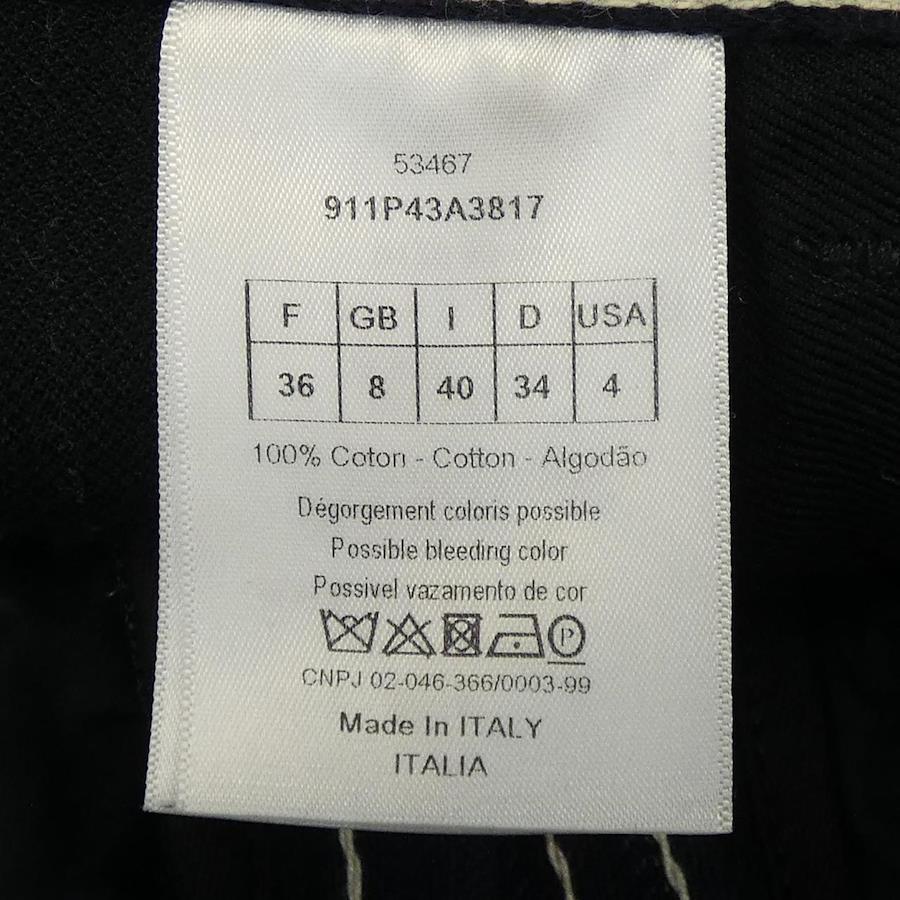 53467
911P43A3817
F GB I D USA
36 8 40 34 4
100% Coton - Cotton - Algodão
Dégorgement coloris possible
Possible bleeding color
Possivel vazamento de cor
P
CNPJ 02-046-366/0003-99
Made In ITALY
ITALIA